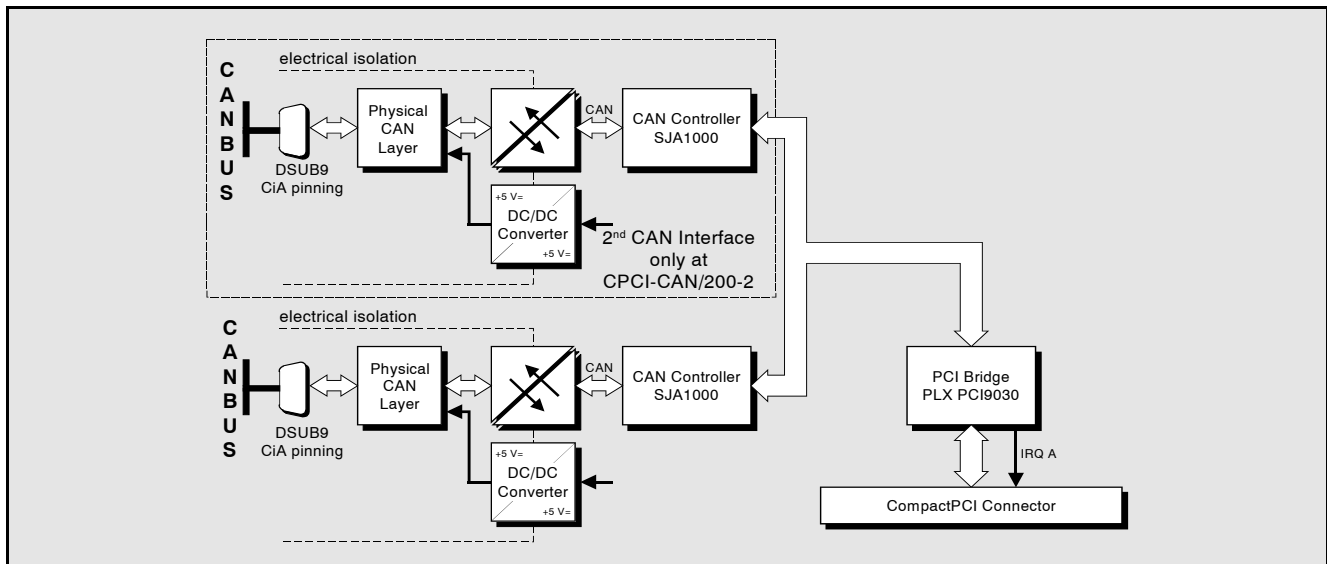 electrical isolation
C
A
N
B
U
S
DSUB9
CiA pinning
Physical
CAN
Layer
CAN
CAN Controller
SJA1000
+5 V=
DC/DC
Converter
+5 V=
2nd CAN Interface
only at
CPCI-CAN/200-2
electrical isolation
C
A
N
B
U
S
DSUB9
CiA pinning
Physical
CAN
Layer
CAN
CAN Controller
SJA1000
+5 V=
DC/DC
Converter
+5 V=
PCI Bridge
PLX PCI9030
IRQ A
CompactPCI Connector